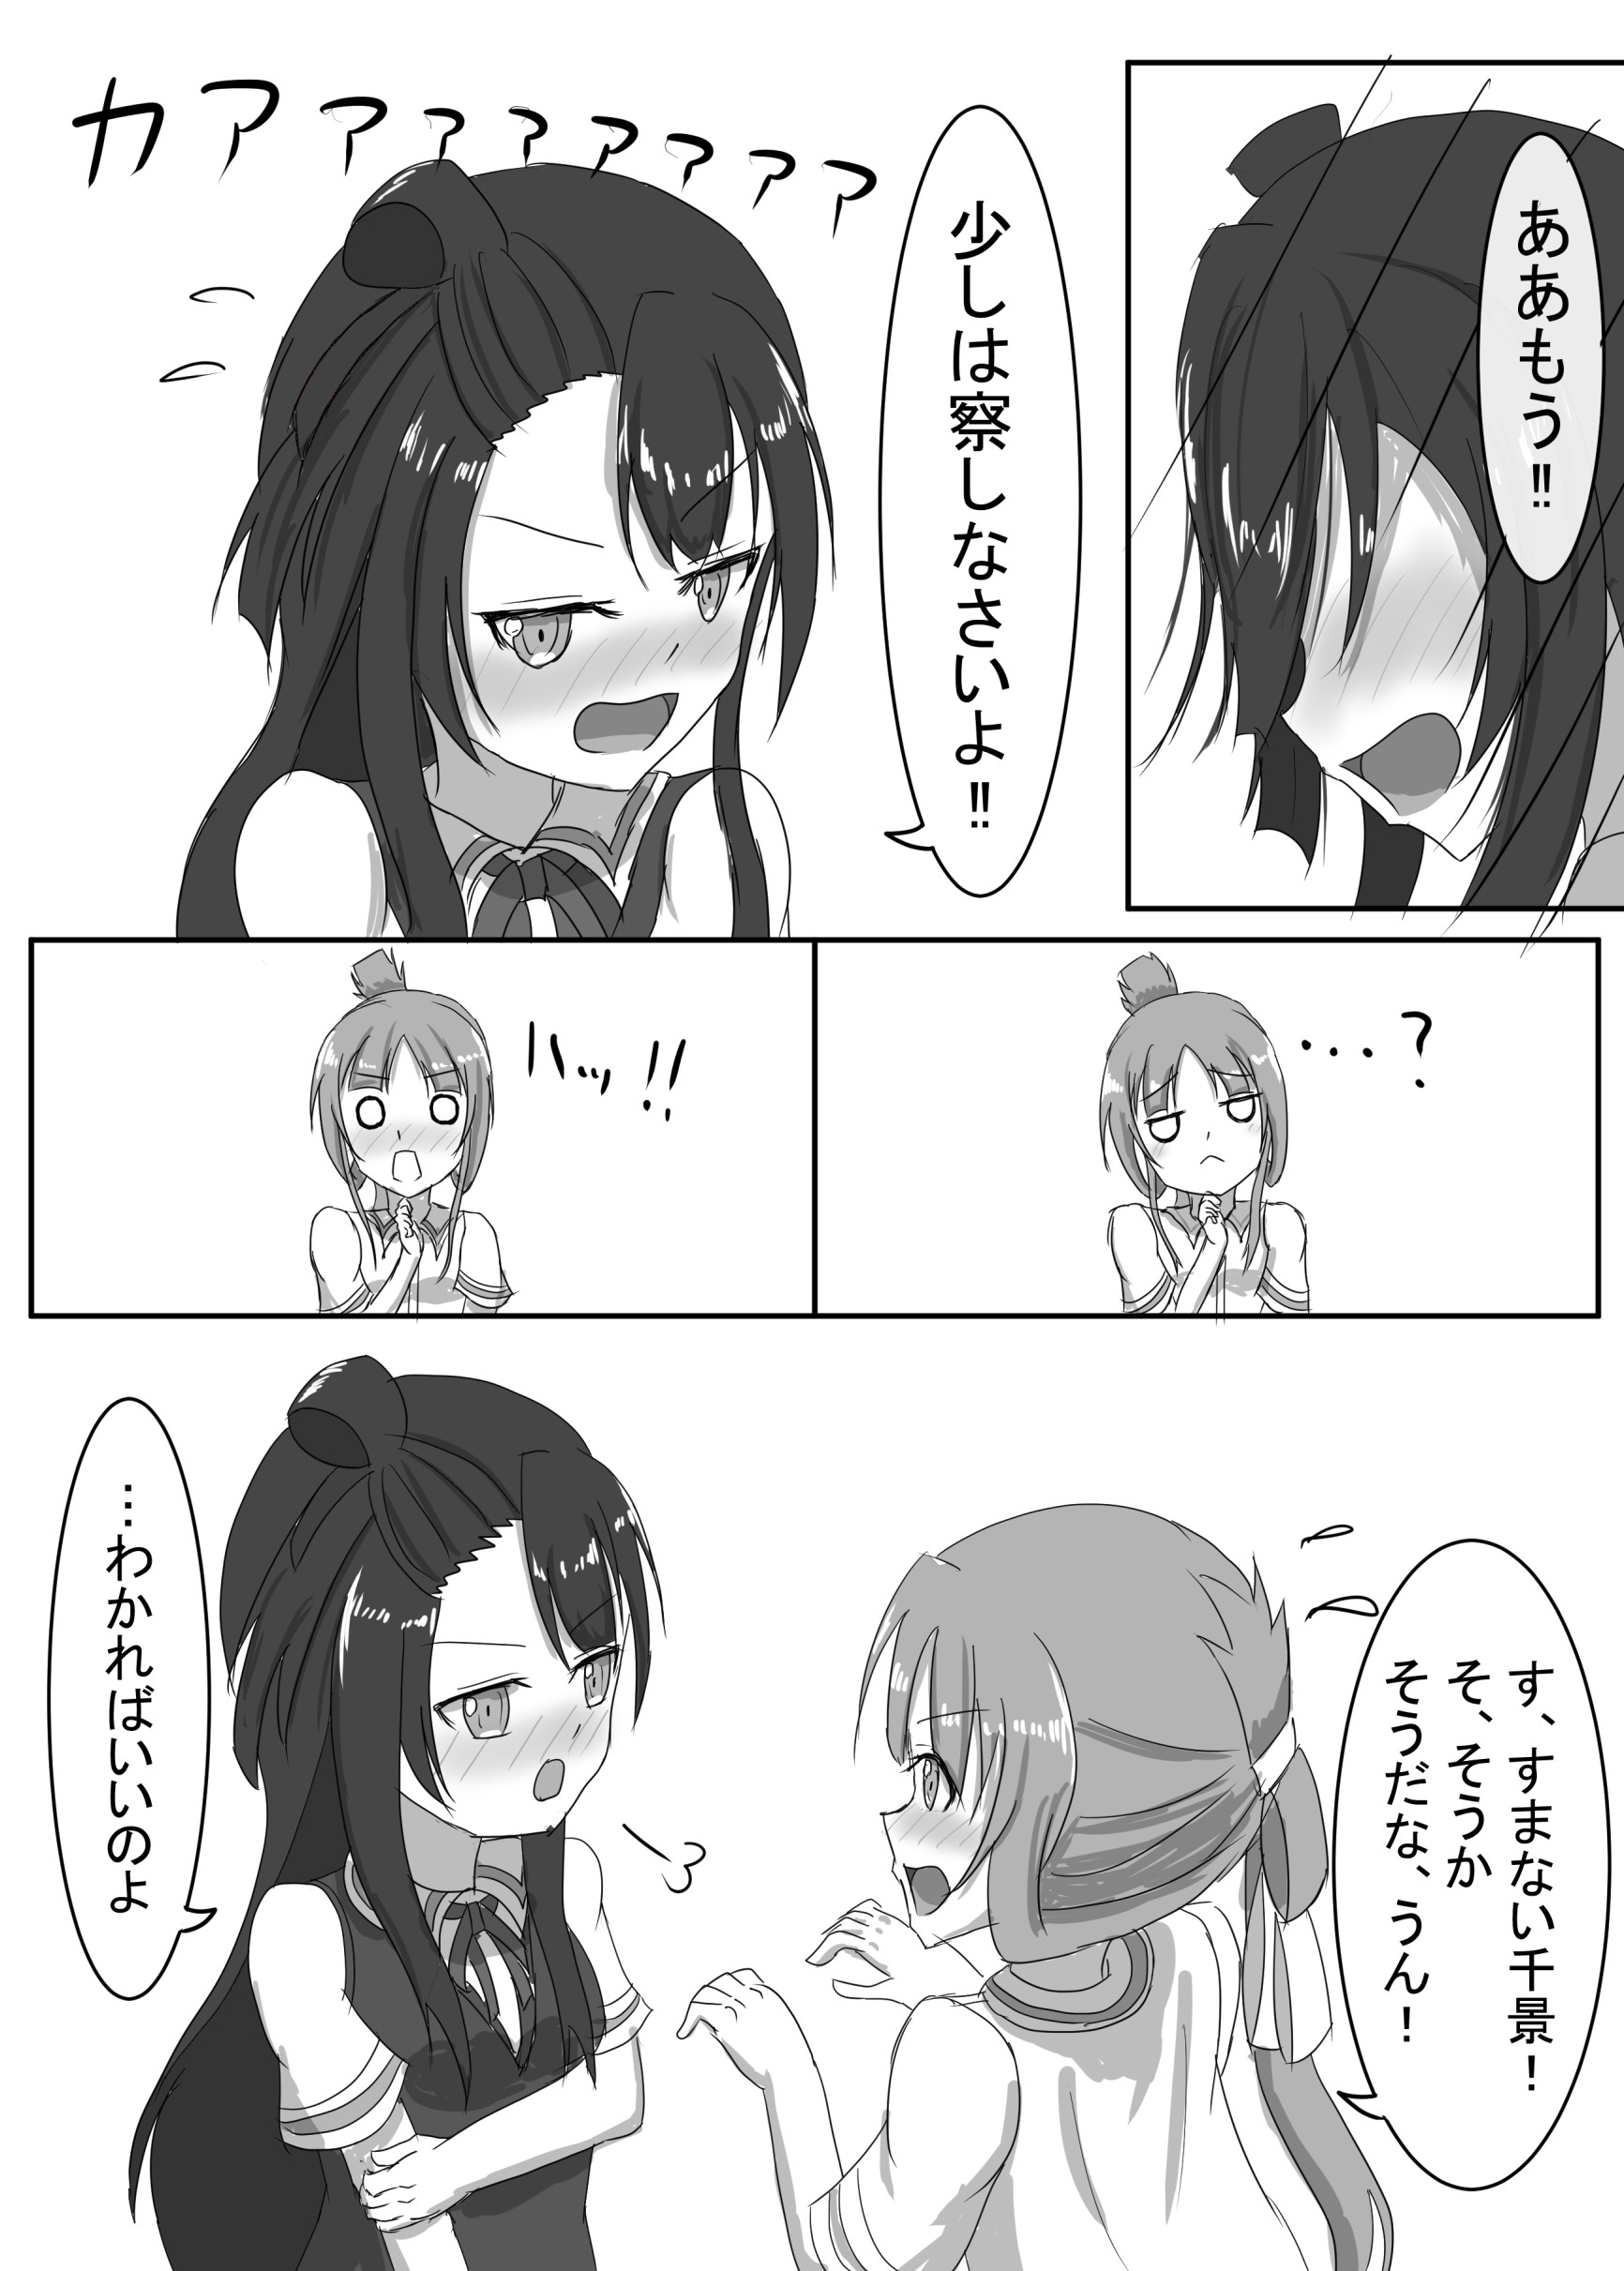 ああもう!!
少しは察しなさいよ!!
カアァァァァァァァ
…?
ハッ!!
す、すまない千景!
そ、そうか
そうだな、うん!
…わかればいいのよ